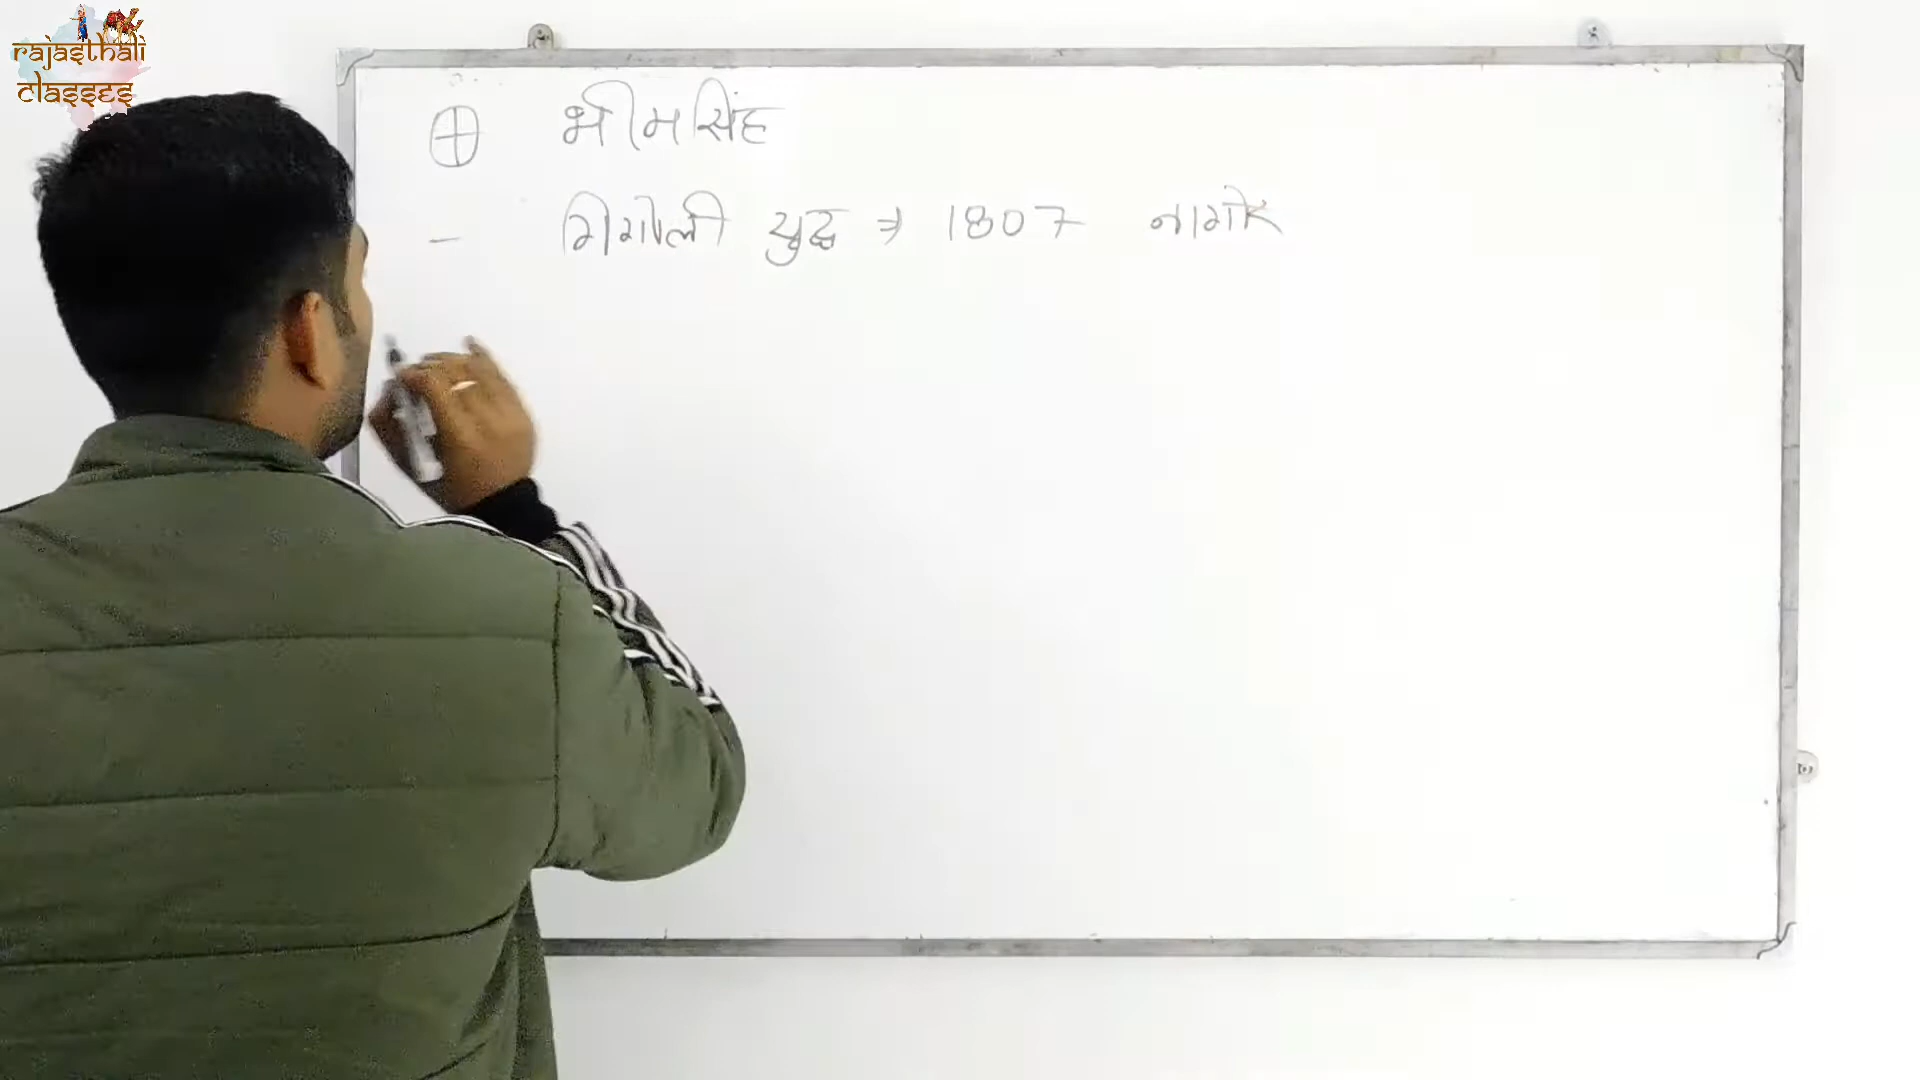 rajasthali
classes
⊕ भीमसिंह
- गिंगोली युद्ध ⇒ 1807 नागौर